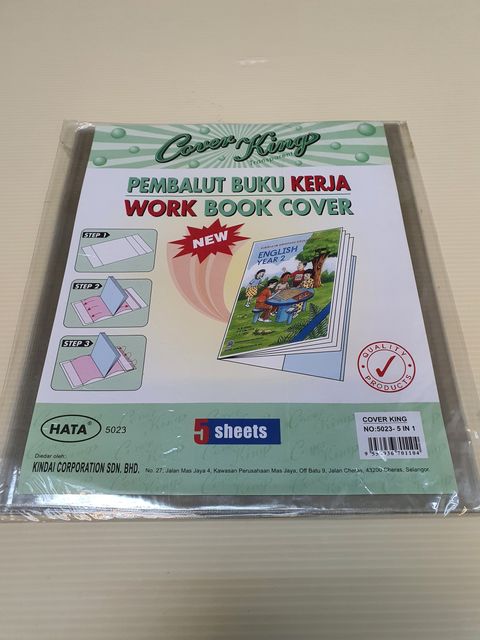 Cover King
Transparent
PEMBALUT BUKU KERJA
WORK BOOK COVER
NEW
STEP 1
STEP 2
STEP 3
ENGLISH
YEAR 2
QUALITY
PRODUCTS
HATA
5023
5 sheets
COVER KING
NO:5023- 5 IN 1
Diedar oleh:
KINDAI CORPORATION SDN. BHD.
No. 27, Jalan Mas Jaya 4, Kawasan Perusahaan Mas Jaya, Off Batu 9, Jalan Cheras, 43200 Cheras, Selangor.